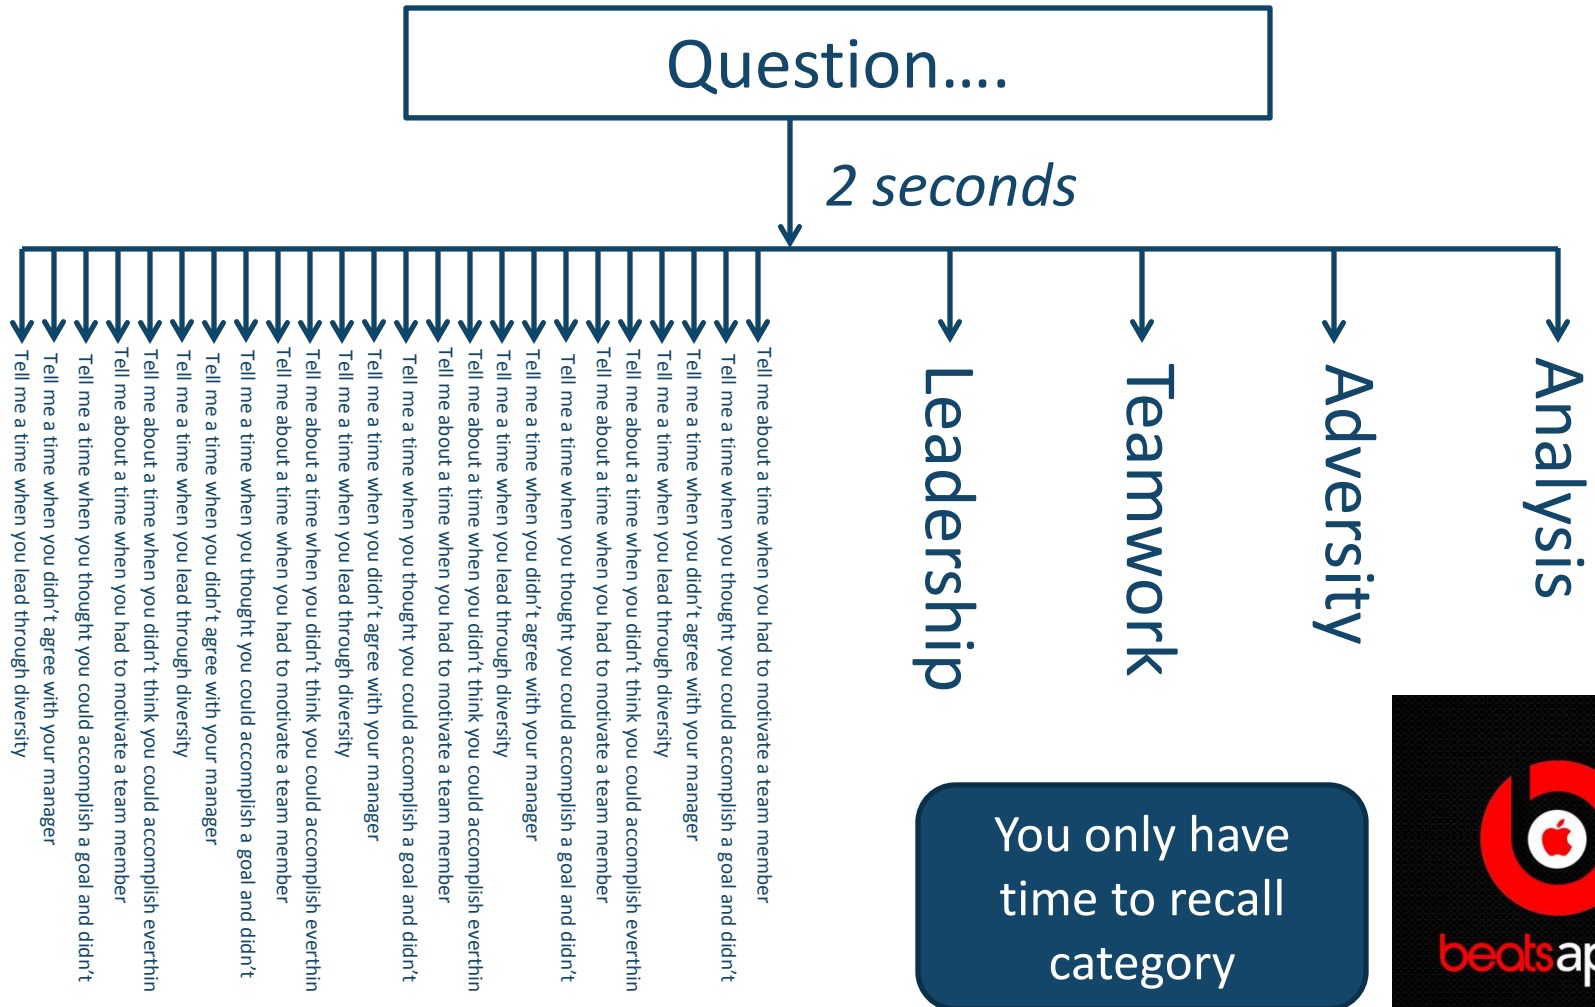 Question….
2 seconds
Tell me a time when you lead through diversity
Tell me a time when you didn’t agree with your manager
Tell me a time when you thought you could accomplish a goal and didn’t
Tell me about a time when you had to motivate a team member
Tell me about a time when you didn’t think you could accomplish everthin
Tell me a time when you lead through diversity
Tell me a time when you didn’t agree with your manager
Tell me a time when you thought you could accomplish a goal and didn’t
Tell me about a time when you had to motivate a team member
Tell me about a time when you didn’t think you could accomplish everthin
Tell me a time when you lead through diversity
Tell me a time when you didn’t agree with your manager
Tell me a time when you thought you could accomplish a goal and didn’t
Tell me about a time when you had to motivate a team member
Tell me about a time when you didn’t think you could accomplish everthin
Tell me a time when you lead through diversity
Tell me a time when you didn’t agree with your manager
Tell me a time when you thought you could accomplish a goal and didn’t
Tell me about a time when you had to motivate a team member
Tell me about a time when you didn’t think you could accomplish everthin
Tell me a time when you lead through diversity
Tell me a time when you didn’t agree with your manager
Tell me a time when you thought you could accomplish a goal and didn’t
Tell me about a time when you had to motivate a team member
Leadership
Teamwork
Adversity
Analysis
You only have
time to recall
category
beats